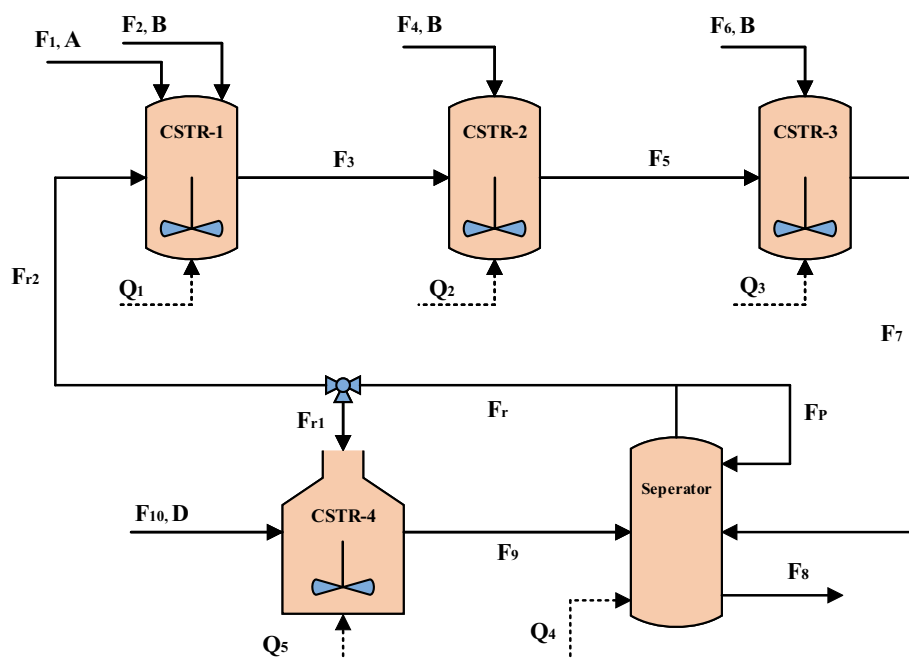 F1, A
F2, B
F4, B
F6, B
CSTR-1
CSTR-2
CSTR-3
F3
F5
Fr2
Q1
Q2
Q3
F7
Fr1
Fr
FP
Seperator
F10, D
CSTR-4
F9
F8
Q5
Q4